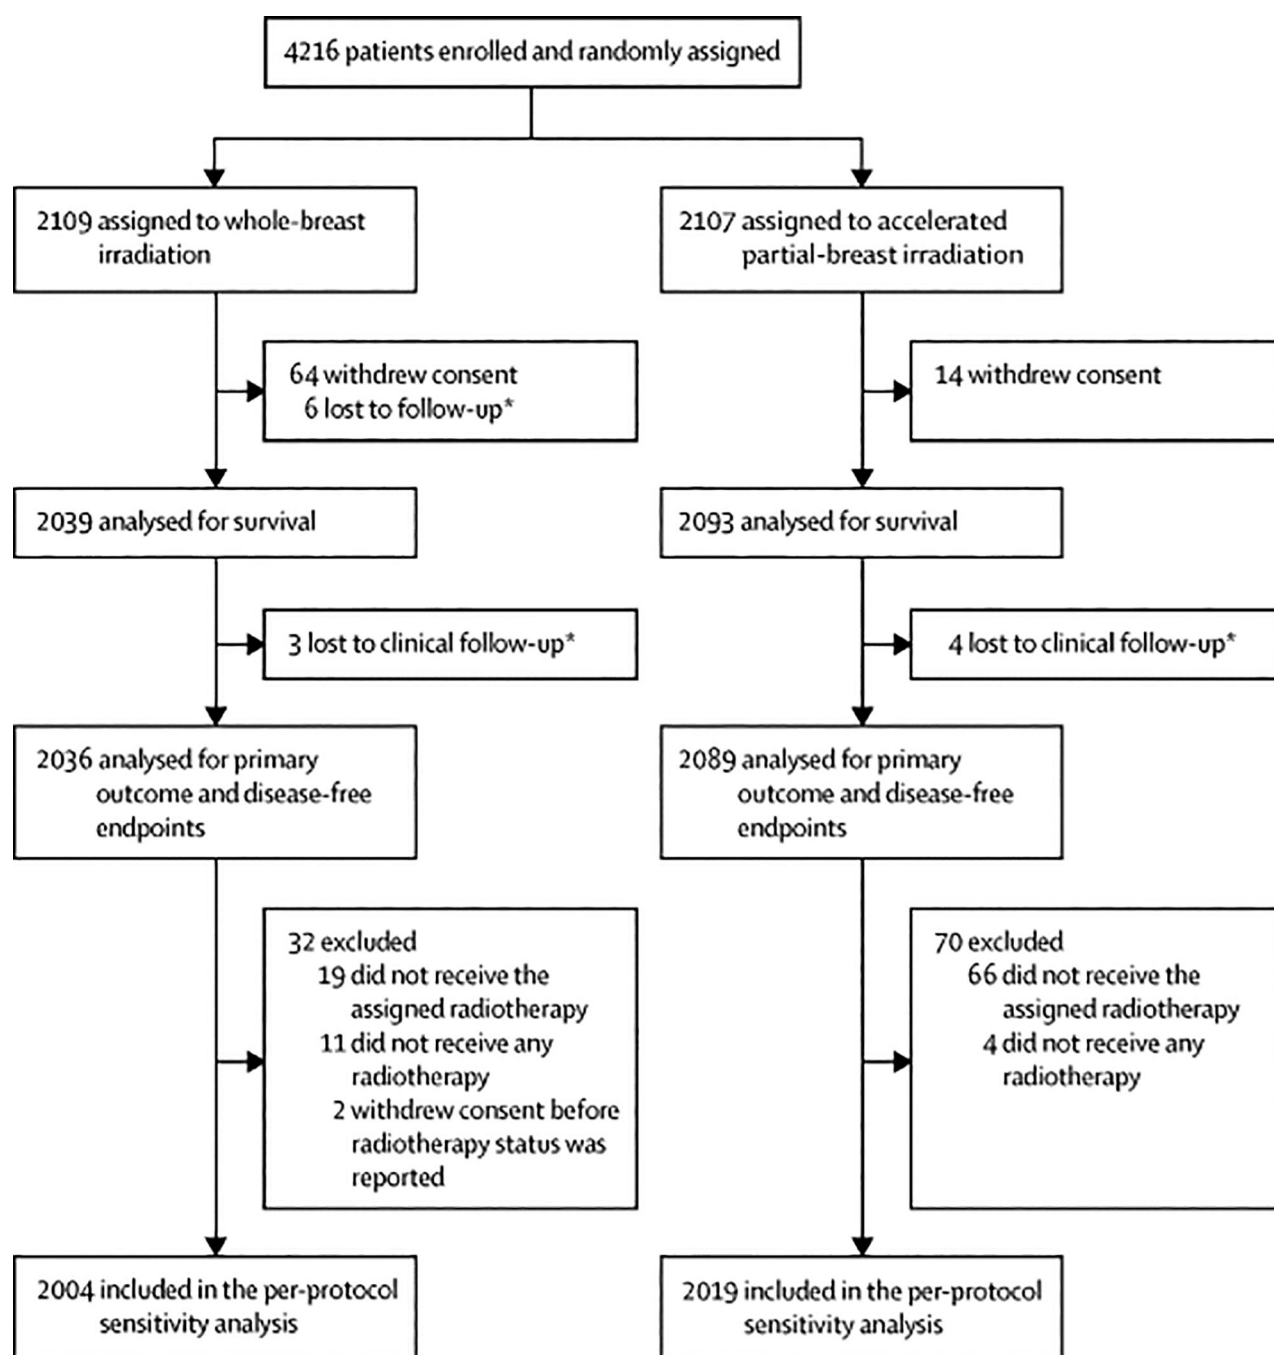 4216 patients enrolled and randomly assigned
2109 assigned to whole-breast
irradiation
2107 assigned to accelerated
partial-breast irradiation
64 withdrew consent
6 lost to follow-up*
14 withdrew consent
2039 analysed for survival
2093 analysed for survival
3 lost to clinical follow-up*
4 lost to clinical follow-up*
2036 analysed for primary
outcome and disease-free
endpoints
2089 analysed for primary
outcome and disease-free
endpoints
32 excluded
19 did not receive the
assigned radiotherapy
11 did not receive any
radiotherapy
2 withdrew consent before
radiotherapy status was
reported
70 excluded
66 did not receive the
assigned radiotherapy
4 did not receive any
radiotherapy
2004 included in the per-protocol
sensitivity analysis
2019 included in the per-protocol
sensitivity analysis